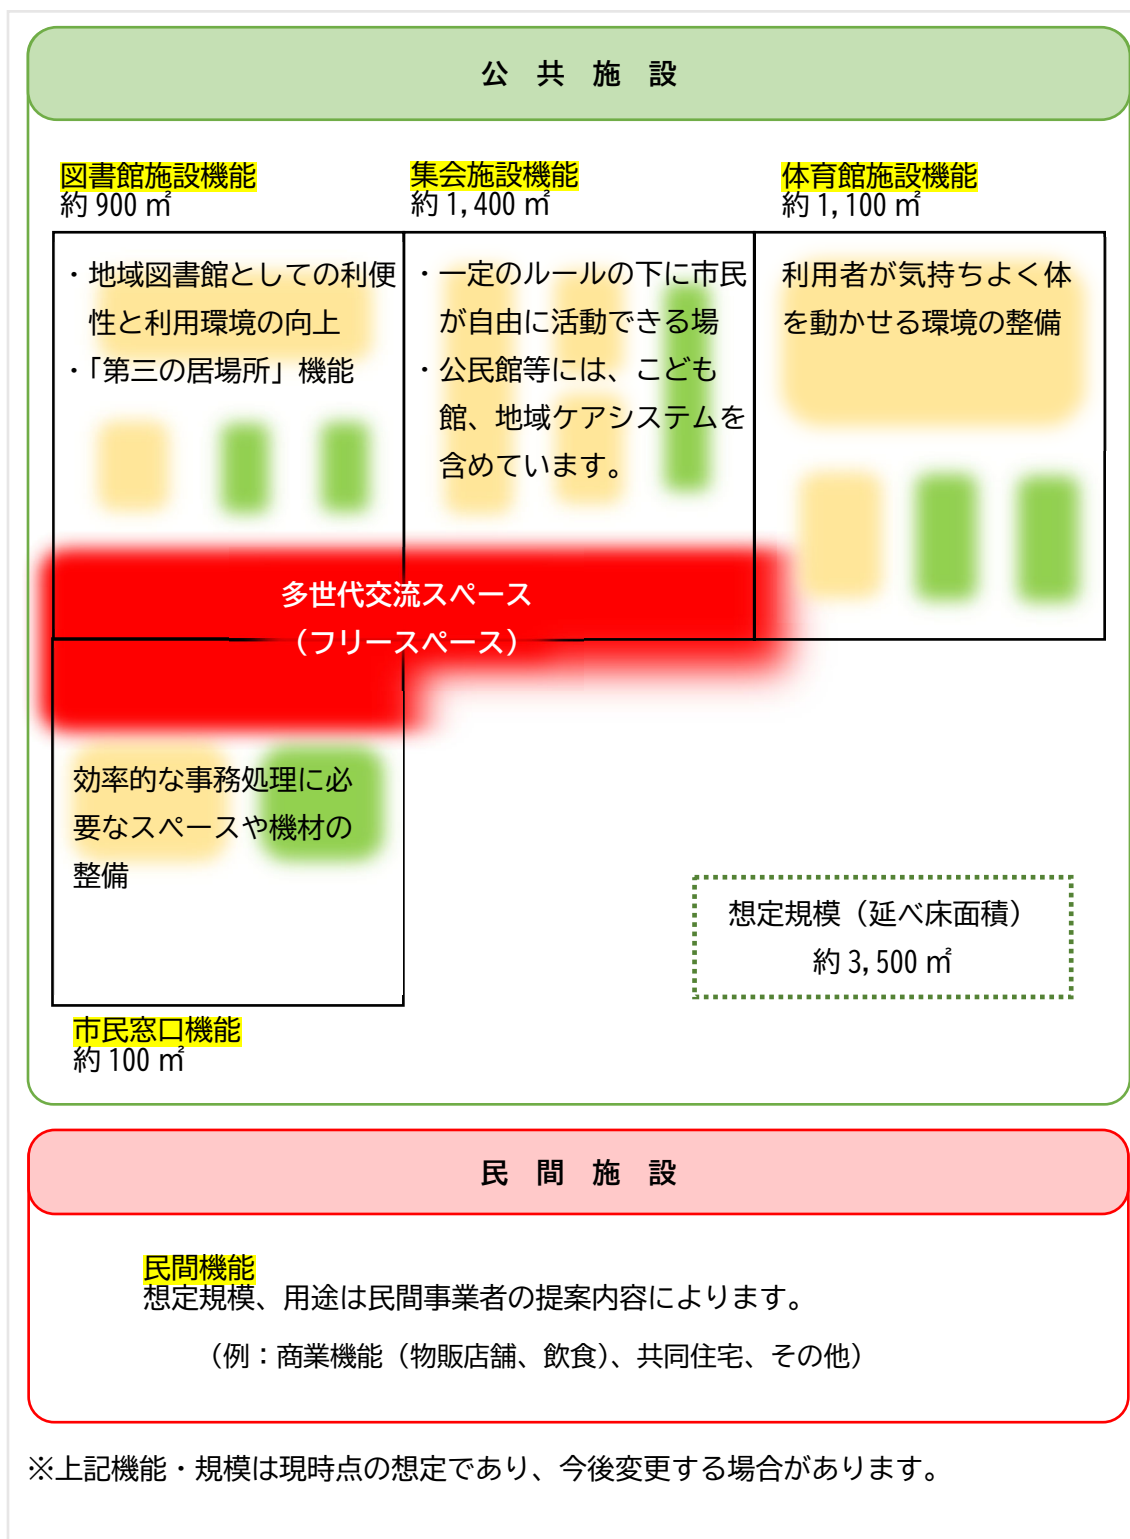 公共施設
図書館施設機能
約900㎡
集会施設機能
約1,400㎡
体育館施設機能
約1,100㎡
・地域図書館としての利便
性と利用環境の向上
・「第三の居場所」機能
・一定のルールの下に市民
が自由に活動できる場
・公民館等には、こども
館、地域ケアシステムを
含めています。
利用者が気持ちよく体
を動かせる環境の整備
多世代交流スペース
（フリースペース）
効率的な事務処理に必
要なスペースや機材の
整備
市民窓口機能
約100㎡
想定規模（延べ床面積）
約3,500㎡
民間施設
民間機能
想定規模、用途は民間事業者の提案内容によります。
（例：商業機能（物販店舗、飲食）、共同住宅、その他）
※上記機能・規模は現時点の想定であり、今後変更する場合があります。